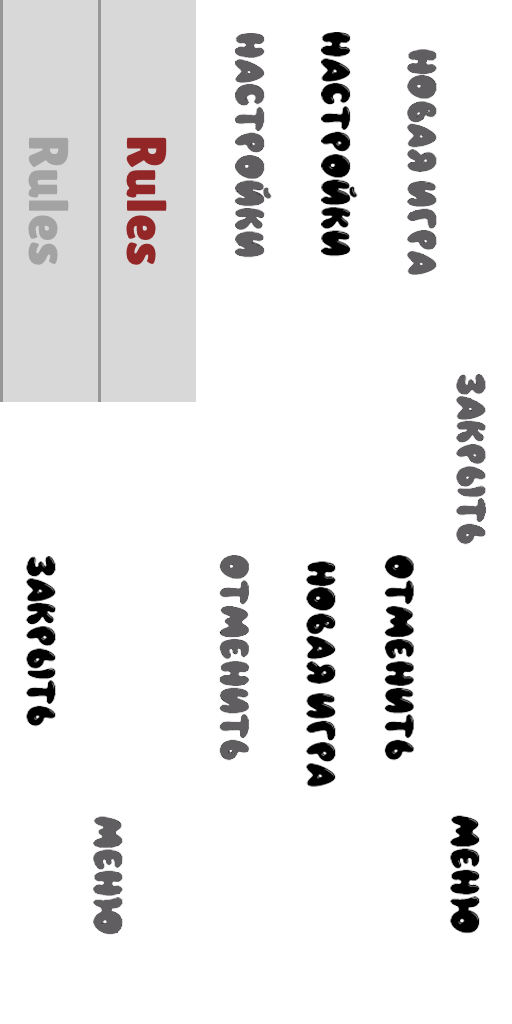 Rules
Rules
НАСТРОЙКИ
НАСТРОЙКИ
НОВАЯ ИГРА
ЗАКРЫТЬ
ЗАКРЫТЬ
ОТМЕНИТЬ
НОВАЯ ИГРА
ОТМЕНИТЬ
МЕНЮ
МЕНЮ